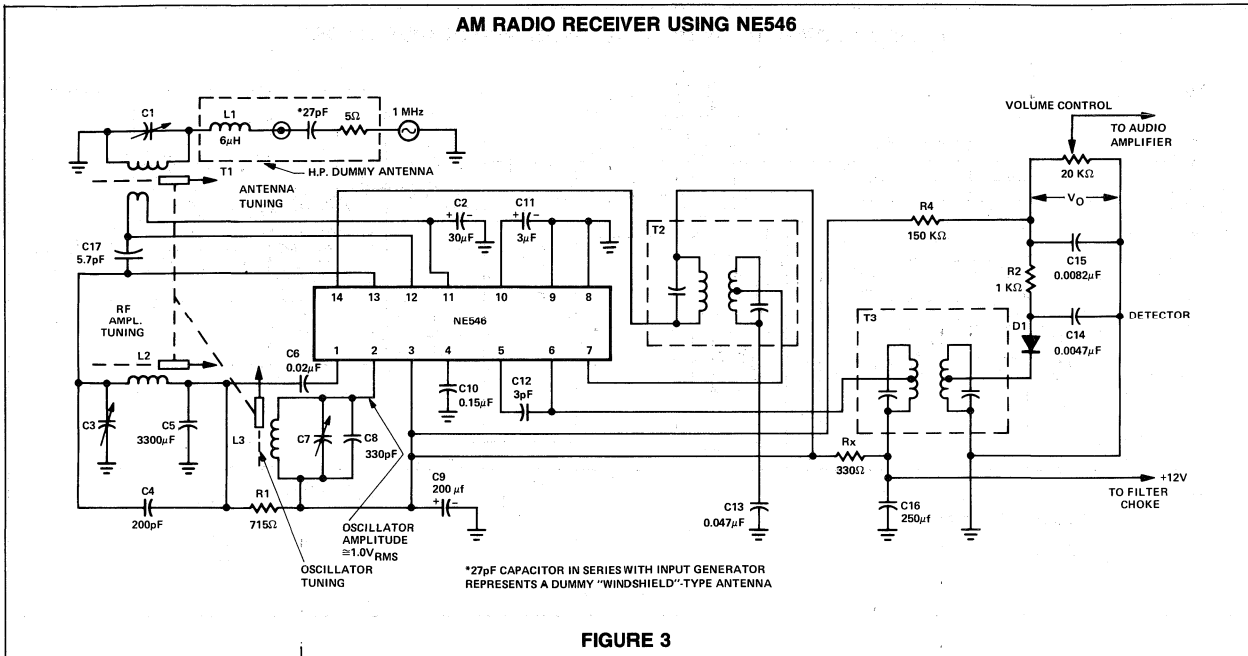 AM RADIO RECEIVER USING NE546
C1
L1
6µH
*27pF
5Ω
1 MHz
H.P. DUMMY ANTENNA
T1
ANTENNA
TUNING
VOLUME CONTROL
TO AUDIO
AMPLIFIER
20 KΩ
VO
C2
30µF
C11
3µF
T2
R4
150 KΩ
C17
5.7pF
C15
0.0082µF
R2
1 KΩ
14
13
12
11
10
9
8
NE546
1
2
3
4
5
6
7
RF
AMPL.
TUNING
L2
C6
0.02µF
T3
D1
DETECTOR
C14
0.0047µF
C10
0.15µF
C12
3pF
C3
C5
3300µF
L3
C7
C8
330pF
Rx
330Ω
C4
200pF
R1
715Ω
C9
200 µf
OSCILLATOR
AMPLITUDE
≅1.0VRMS
OSCILLATOR
TUNING
C13
0.047µF
C16
250µf
+12V
TO FILTER
CHOKE
*27pF CAPACITOR IN SERIES WITH INPUT GENERATOR
REPRESENTS A DUMMY "WINDSHIELD"-TYPE ANTENNA
FIGURE 3